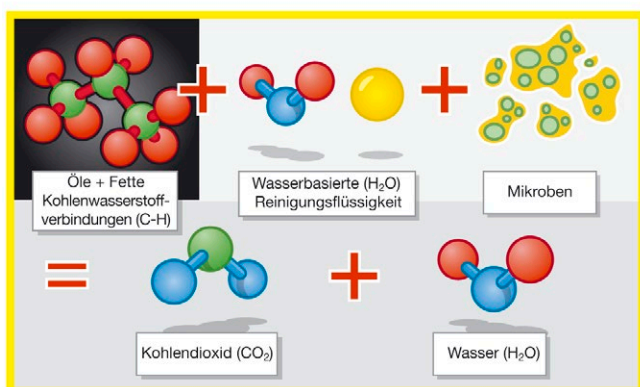 Öle + Fette
Kohlenwasserstoff-
verbindungen (C-H)
Wasserbasierte (H₂O)
Reinigungsflüssigkeit
Mikroben
Kohlendioxid (CO₂)
Wasser (H₂O)